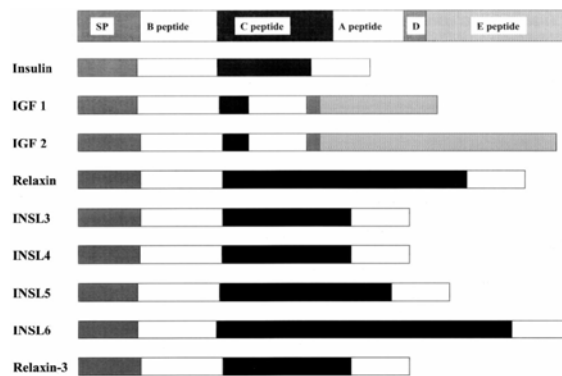 SP B peptide C peptide A peptide D E peptide
Insulin
IGF 1
IGF 2
Relaxin
INSL3
INSL4
INSL5
INSL6
Relaxin-3